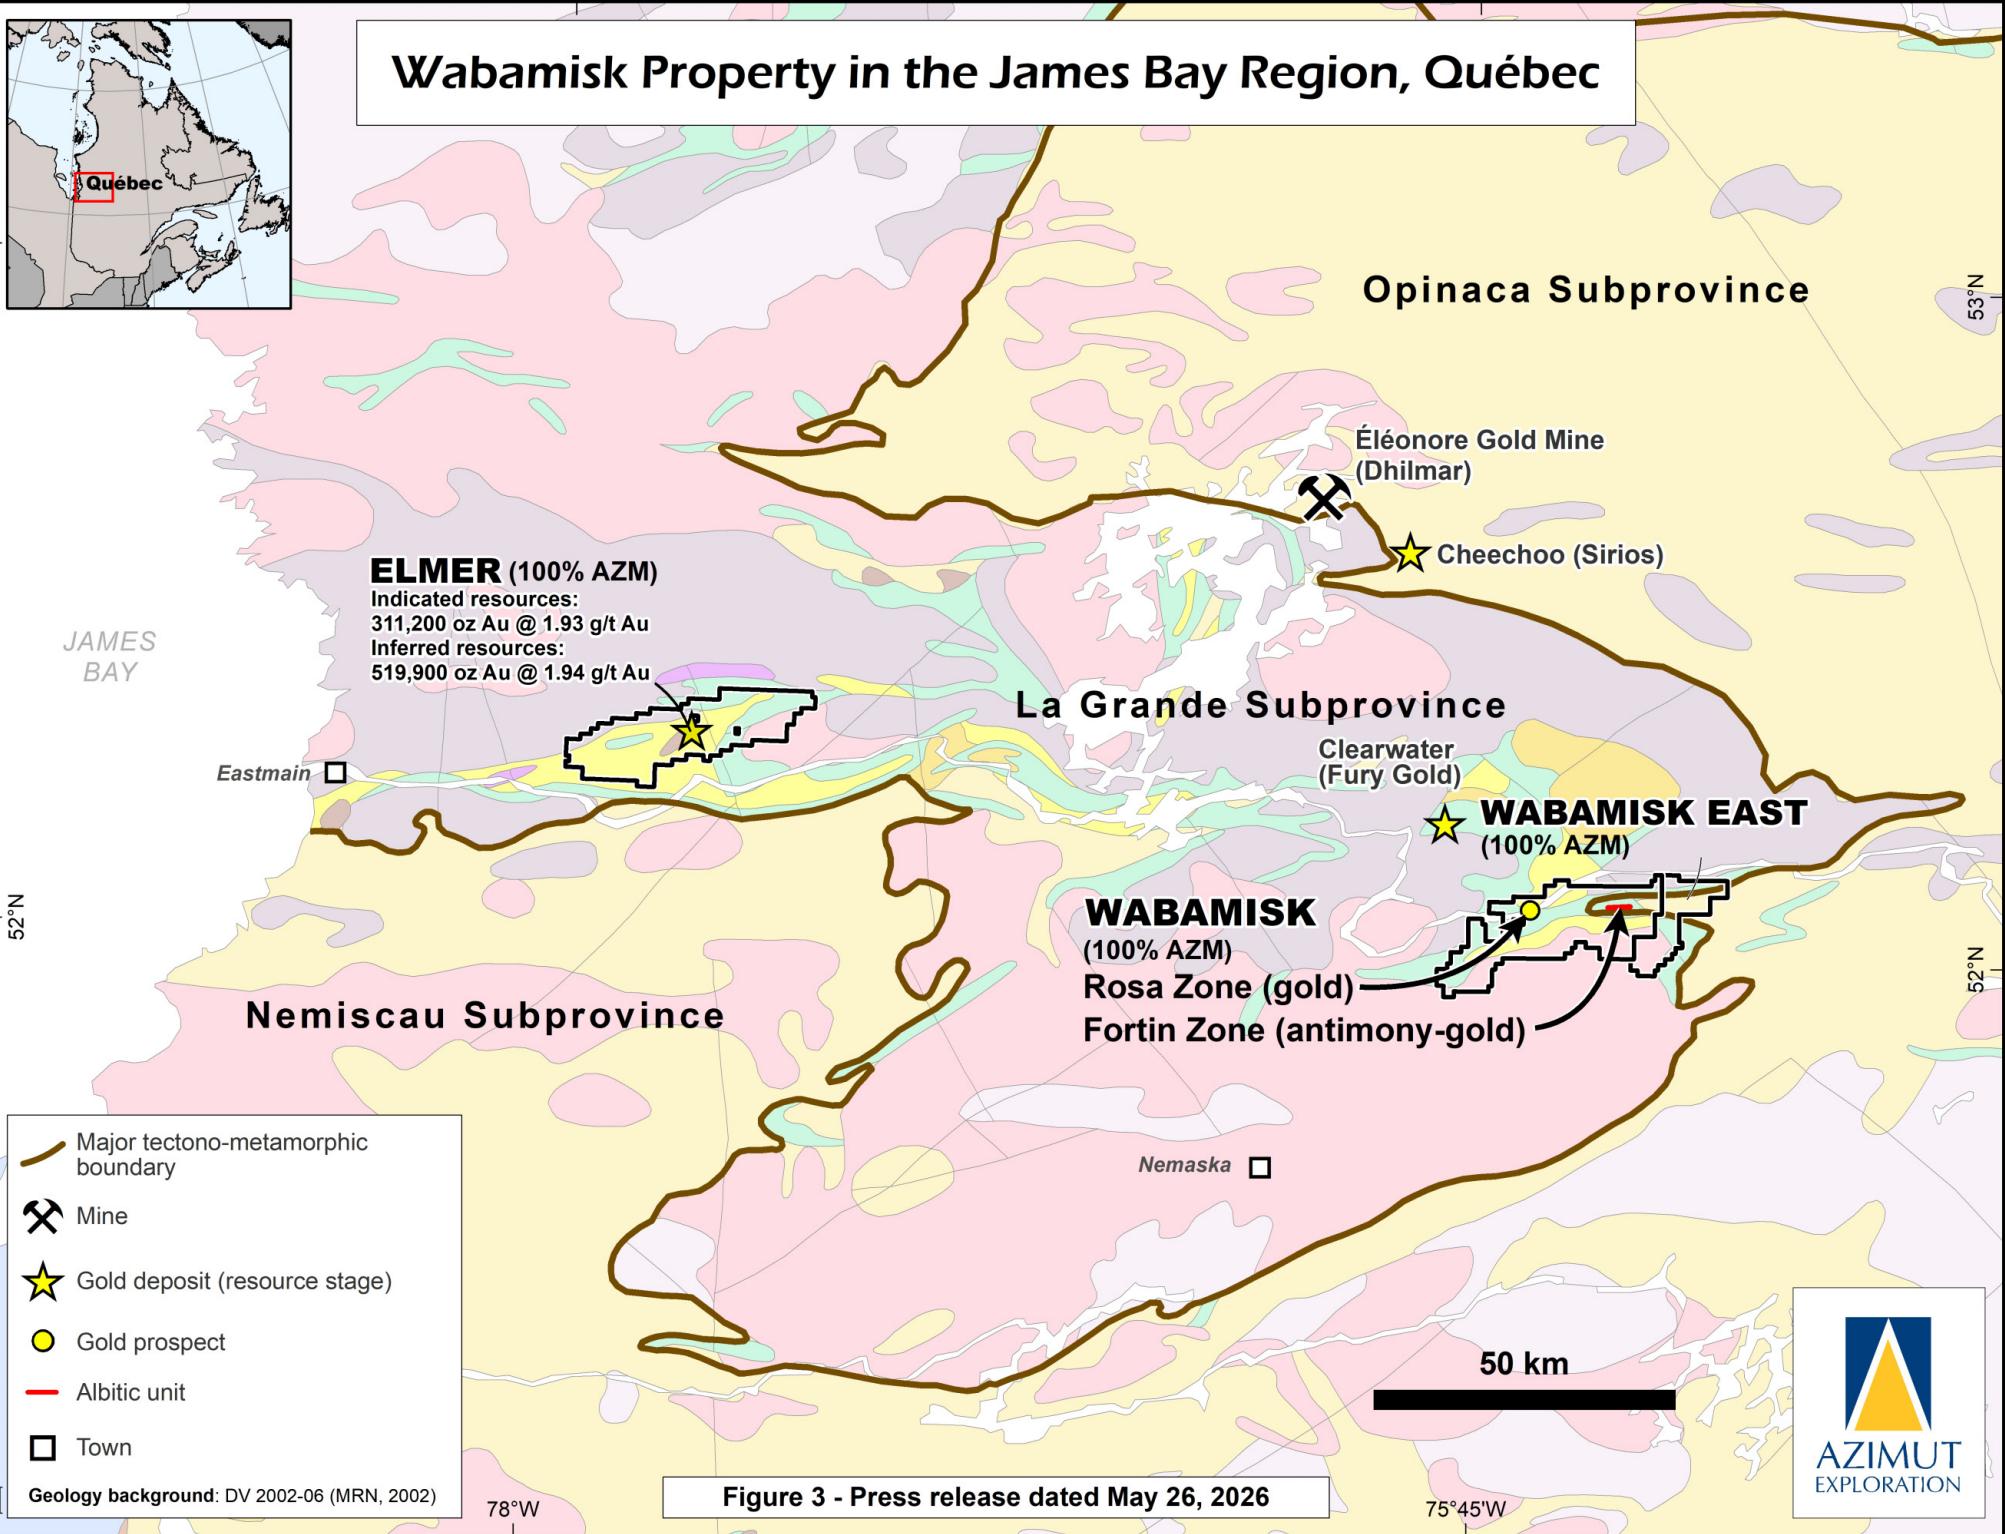 Wabamisk Property in the James Bay Region, Québec
Québec
Opinaca Subprovince
53°N
Éléonore Gold Mine
(Dhilmar)
Cheechoo (Sirios)
ELMER (100% AZM)
Indicated resources:
311,200 oz Au @ 1.93 g/t Au
Inferred resources:
519,900 oz Au @ 1.94 g/t Au
JAMES
BAY
La Grande Subprovince
Clearwater
(Fury Gold)
Eastmain
WABAMISK EAST
(100% AZM)
52°N
WABAMISK
(100% AZM)
Rosa Zone (gold)
Fortin Zone (antimony-gold)
52°N
Nemiscau Subprovince
Nemaska
Major tectono-metamorphic
boundary
Mine
Gold deposit (resource stage)
Gold prospect
Albitic unit
Town
Geology background: DV 2002-06 (MRN, 2002)
50 km
AZIMUT
EXPLORATION
78°W
Figure 3 - Press release dated May 26, 2026
75°45'W